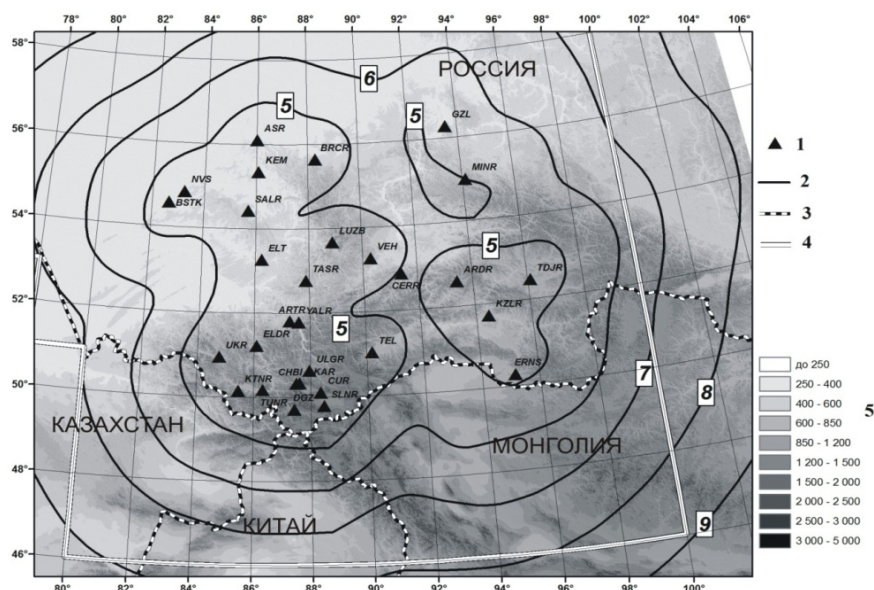 78° 80° 82° 84° 86° 88° 90° 92° 94° 96° 98° 100° 102° 104° 106°
58°
56°
54°
52°
50°
48°
46°
РОССИЯ
6
5
5
GZL
ASR
KEM
BRCR
MINR
NVS
BSTK
SALR
LUZB
5
ELT
VEH
ARDR
TDJR
TASR
CERR
KZLR
ARTR
YALR
5
ELDR
UKR
TEL
ULGR
ERNS
CHBI
KAR
KTNR
CUR
TUNR
DGZ
SLNR
7
8
КАЗАХСТАН
МОНГОЛИЯ
КИТАЙ
9
80° 82° 84° 86° 88° 90° 92° 94° 96° 98° 100°
1
2
3
4
до 250
250 - 400
400 - 600
600 - 850
850 - 1 200
1 200 - 1 500
1 500 - 2 000
2 000 - 2 500
2 500 - 3 000
3 000 - 5 000
5